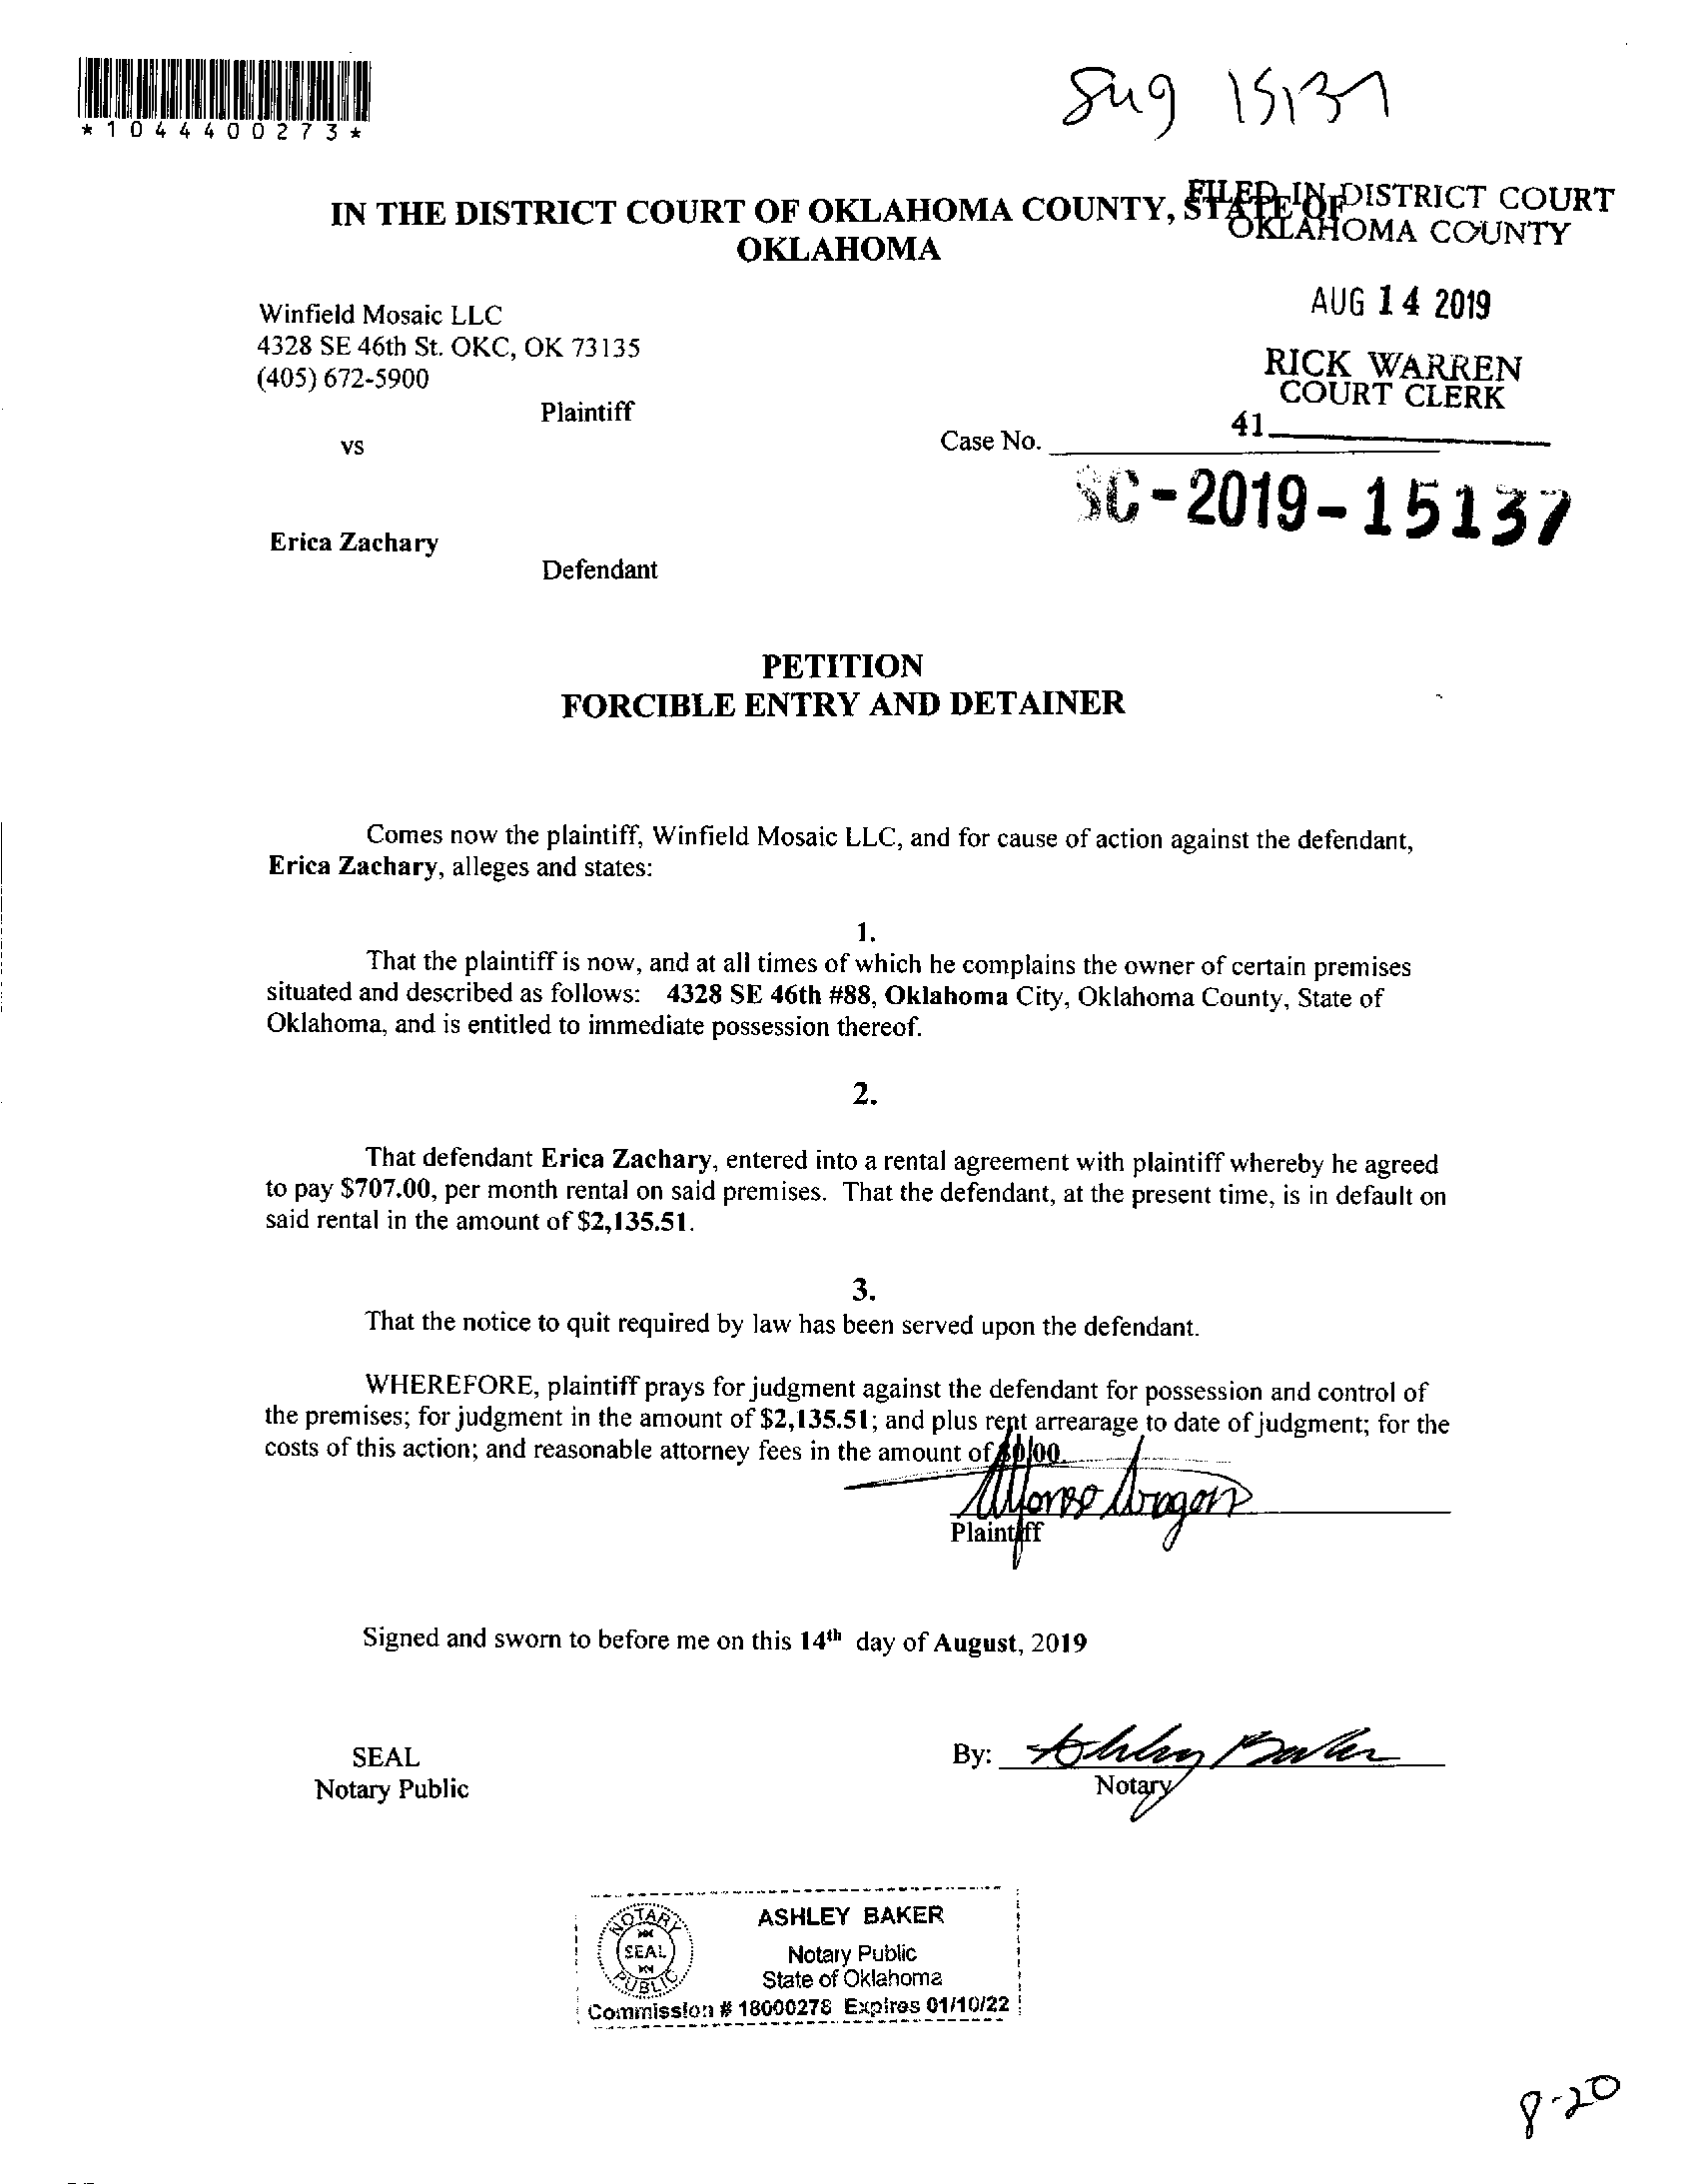 *1044400273*
15137
IN THE DISTRICT COURT OF OKLAHOMA COUNTY, STATE OF
OKLAHOMA
FILED IN DISTRICT COURT
OKLAHOMA COUNTY
AUG 14 2019
RICK WARREN
COURT CLERK
41
Winfield Mosaic LLC
4328 SE 46th St. OKC, OK 73135
(405) 672-5900
Plaintiff
vs
Case No.
SC-2019-15137
Erica Zachary
Defendant
PETITION
FORCIBLE ENTRY AND DETAINER
Comes now the plaintiff, Winfield Mosaic LLC, and for cause of action against the defendant,
Erica Zachary, alleges and states:
1.
That the plaintiff is now, and at all times of which he complains the owner of certain premises
situated and described as follows: 4328 SE 46th #88, Oklahoma City, Oklahoma County, State of
Oklahoma, and is entitled to immediate possession thereof.
2.
That defendant Erica Zachary, entered into a rental agreement with plaintiff whereby he agreed
to pay $707.00, per month rental on said premises. That the defendant, at the present time, is in default on
said rental in the amount of $2,135.51.
3.
That the notice to quit required by law has been served upon the defendant.
WHEREFORE, plaintiff prays for judgment against the defendant for possession and control of
the premises; for judgment in the amount of $2,135.51; and plus rent arrearage to date of judgment; for the
costs of this action; and reasonable attorney fees in the amount of $0.00.
Alfonso Aragon
Plaintiff
Signed and sworn to before me on this 14th day of August, 2019
SEAL
Notary Public
By: Ashley Baker
Notary
NOTARY
SEAL
PUBLIC
ASHLEY BAKER
Notary Public
State of Oklahoma
Commission # 18000278 Expires 01/10/22
8-20